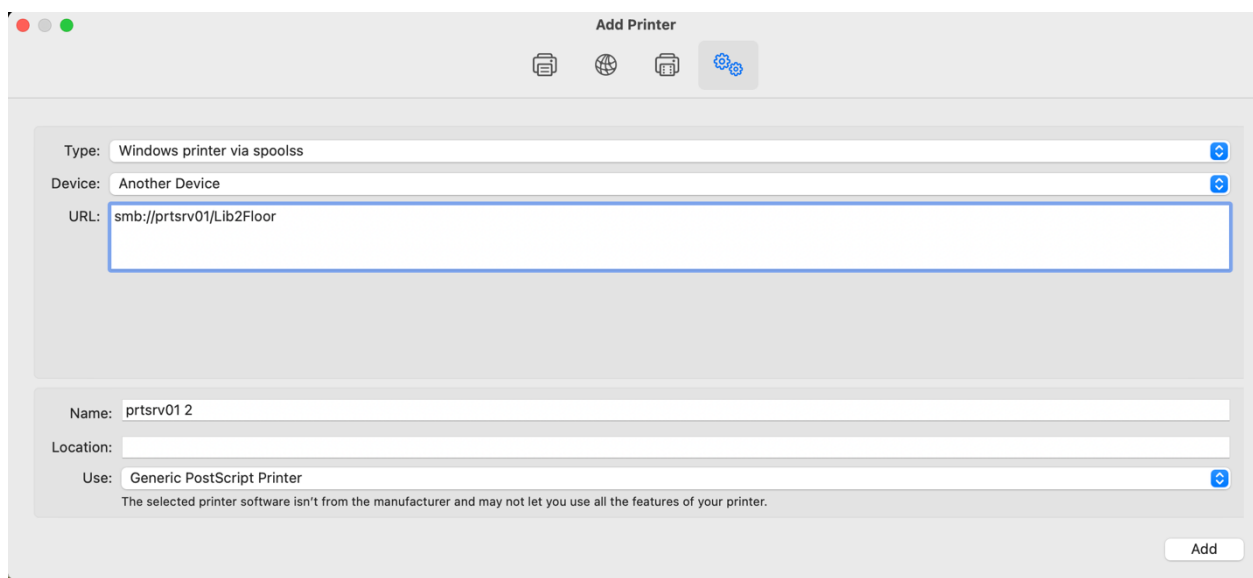 Add Printer
Type: Windows printer via spoolss
Device: Another Device
URL: smb://prtsrv01/Lib2Floor
Name: prtsrv01 2
Location:
Use: Generic PostScript Printer
The selected printer software isn't from the manufacturer and may not let you use all the features of your printer.
Add